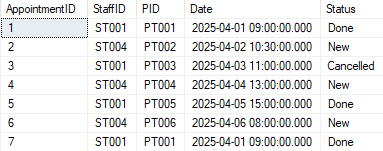 AppointmentID StaffID PID Date Status
1 ST001 PT001 2025-04-01 09:00:00.000 Done
2 ST004 PT002 2025-04-02 10:30:00.000 New
3 ST001 PT003 2025-04-03 11:00:00.000 Cancelled
4 ST004 PT004 2025-04-04 13:00:00.000 New
5 ST001 PT005 2025-04-05 15:00:00.000 Done
6 ST004 PT004 2025-04-06 08:00:00.000 New
7 ST001 PT001 2025-04-01 09:00:00.000 Done